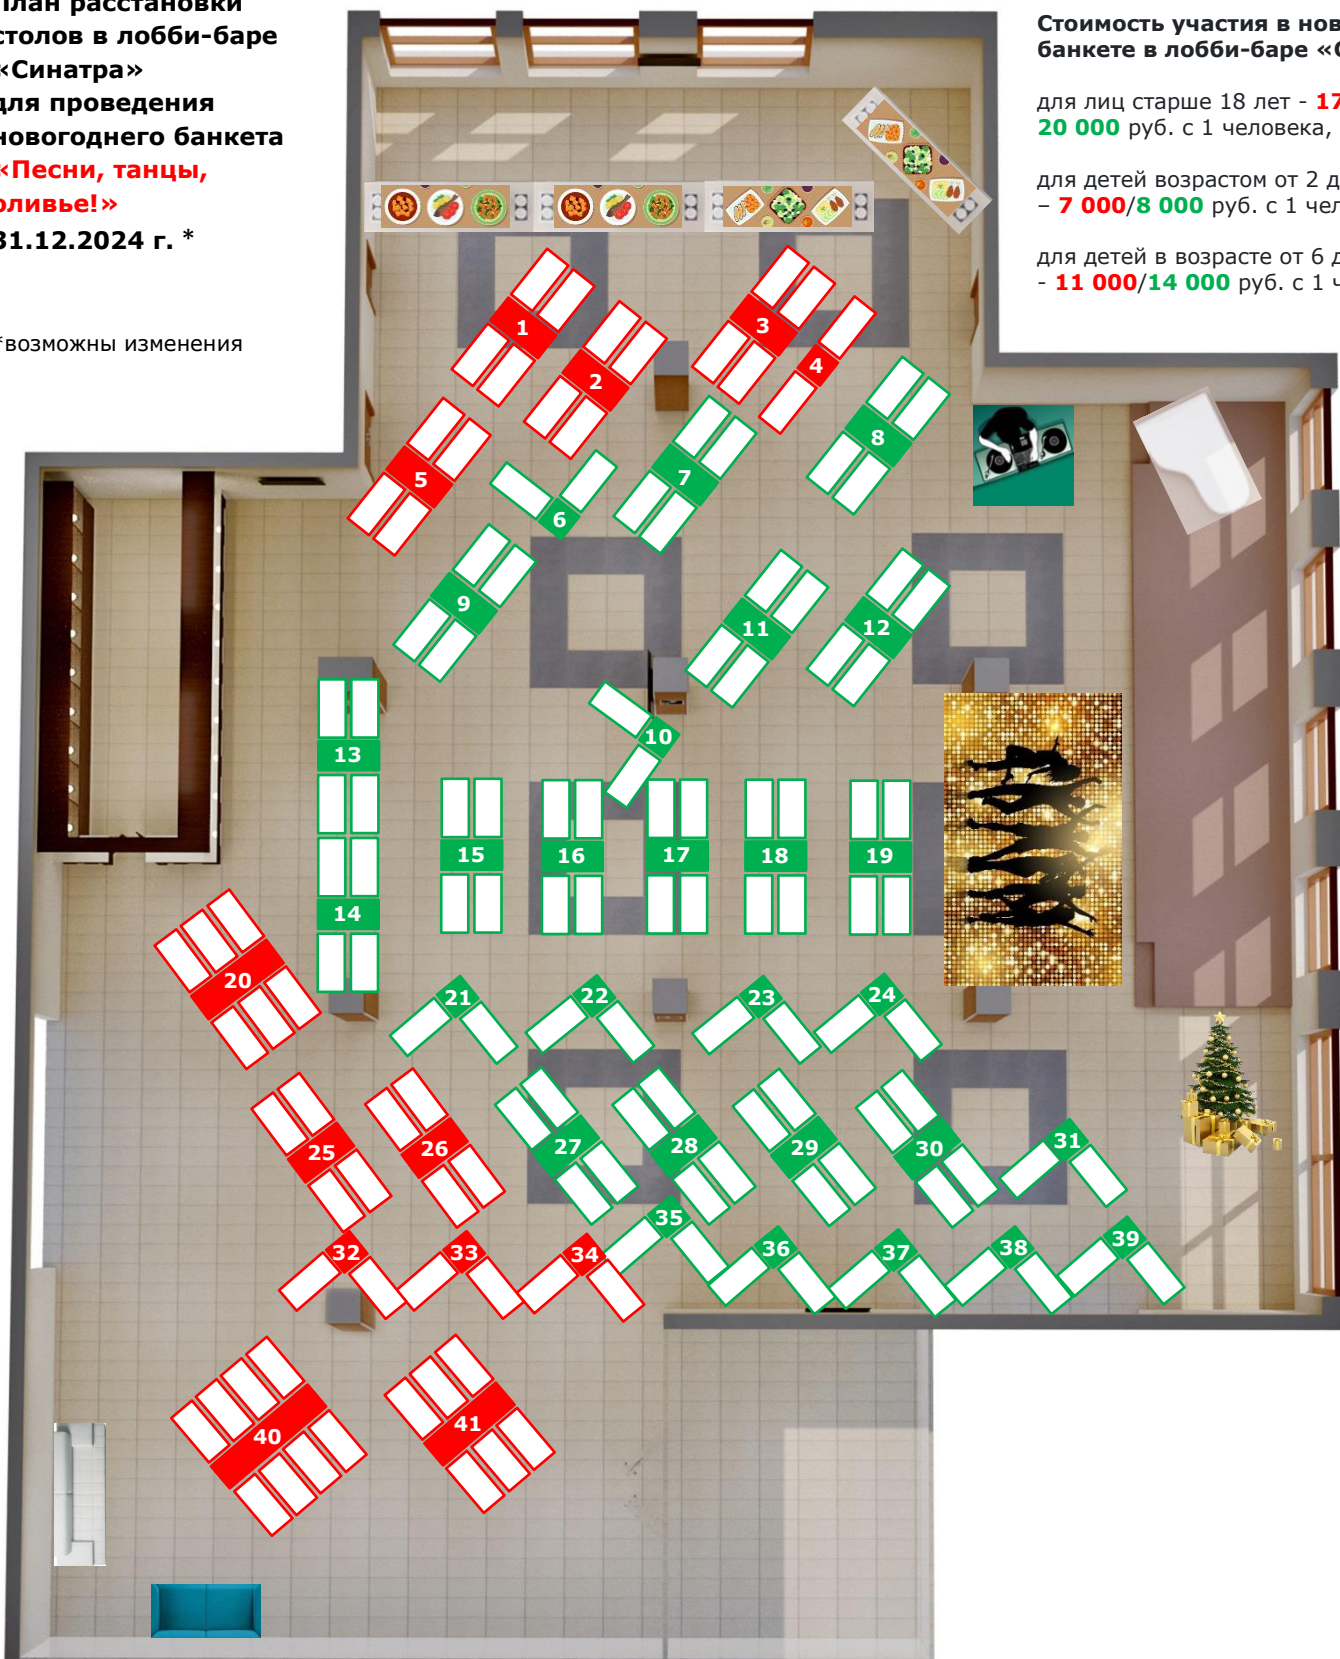 План расстановки
столов в лобби-баре
«Синатра»
для проведения
новогоднего банкета
«Песни, танцы,
оливье!»
31.12.2024 г. *
*возможны изменения
Стоимость участия в нов
банкете в лобби-баре «
для лиц старше 18 лет - 17
20 000 руб. с 1 человека,
для детей возрастом от 2 д
– 7 000/8 000 руб. с 1 чел
для детей в возрасте от 6 д
- 11 000/14 000 руб. с 1 ч
1
2
3
4
5
6
7
8
9
10
11
12
13
14
15
16
17
18
19
20
21
22
23
24
25
26
27
28
29
30
31
32
33
34
35
36
37
38
39
40
41